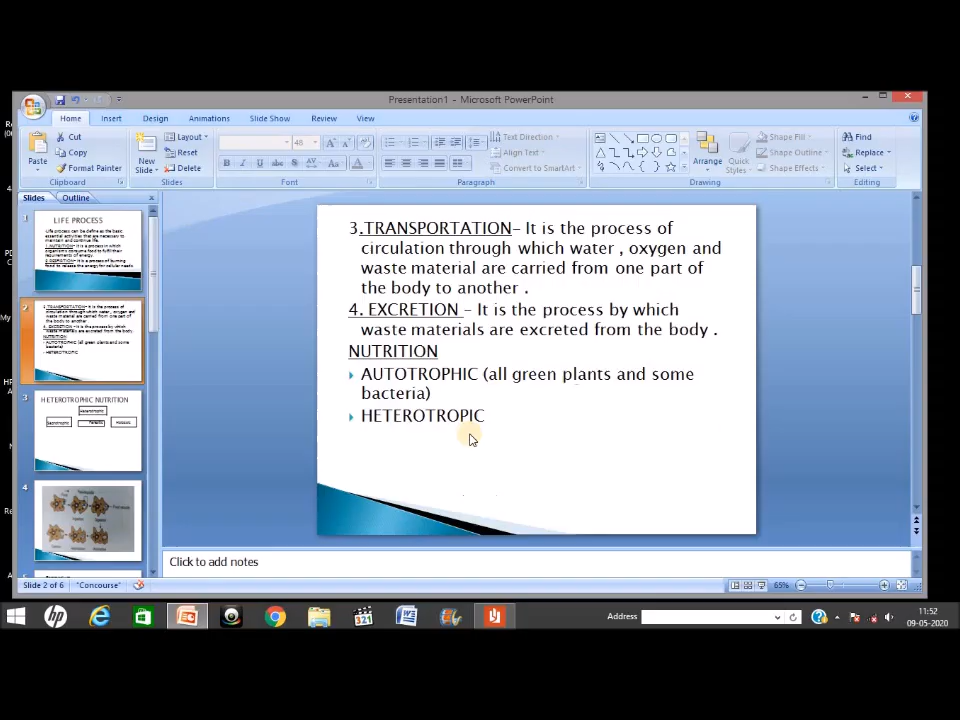 Presentation1 - Microsoft PowerPoint
Home Insert Design Slide Show Animations Review View
Cut
Copy
Format Painter
Paste
Clipboard
New
Slide
Layout
Reset
Delete
Slides
48
Font
Text Direction
Align Text
Convert to SmartArt
Paragraph
Arrange
Quick
Styles
Shape Fill
Shape Outline
Shape Effects
Drawing
Find
Replace
Select
Editing
Slides Outline
1
LIFE PROCESS
2
3
HETEROTROPHIC NUTRITION
4
3.TRANSPORTATION- It is the process of
circulation through which water , oxygen and
waste material are carried from one part of
the body to another .
4. EXCRETION - It is the process by which
waste materials are excreted from the body .
NUTRITION
AUTOTROPHIC (all green plants and some
bacteria)
HETEROTROPIC
Click to add notes
Slide 2 of 6 "Concourse" 65%
Address
11:52
09-05-2020